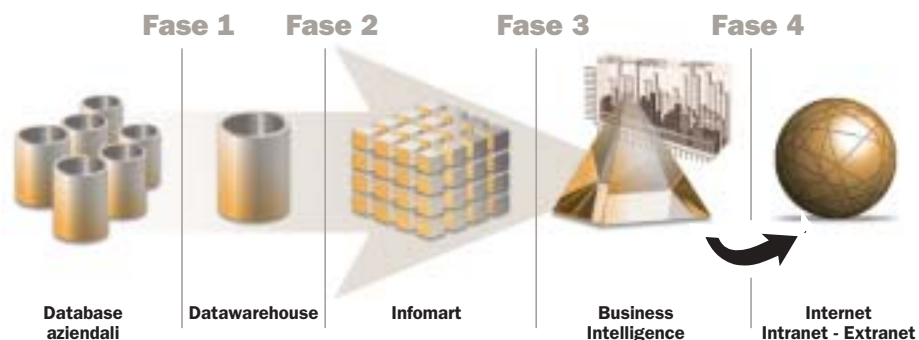 Fase 1
Fase 2
Fase 3
Fase 4
Database
aziendali
Datawarehouse
Infomart
Business
Intelligence
Internet
Intranet - Extranet